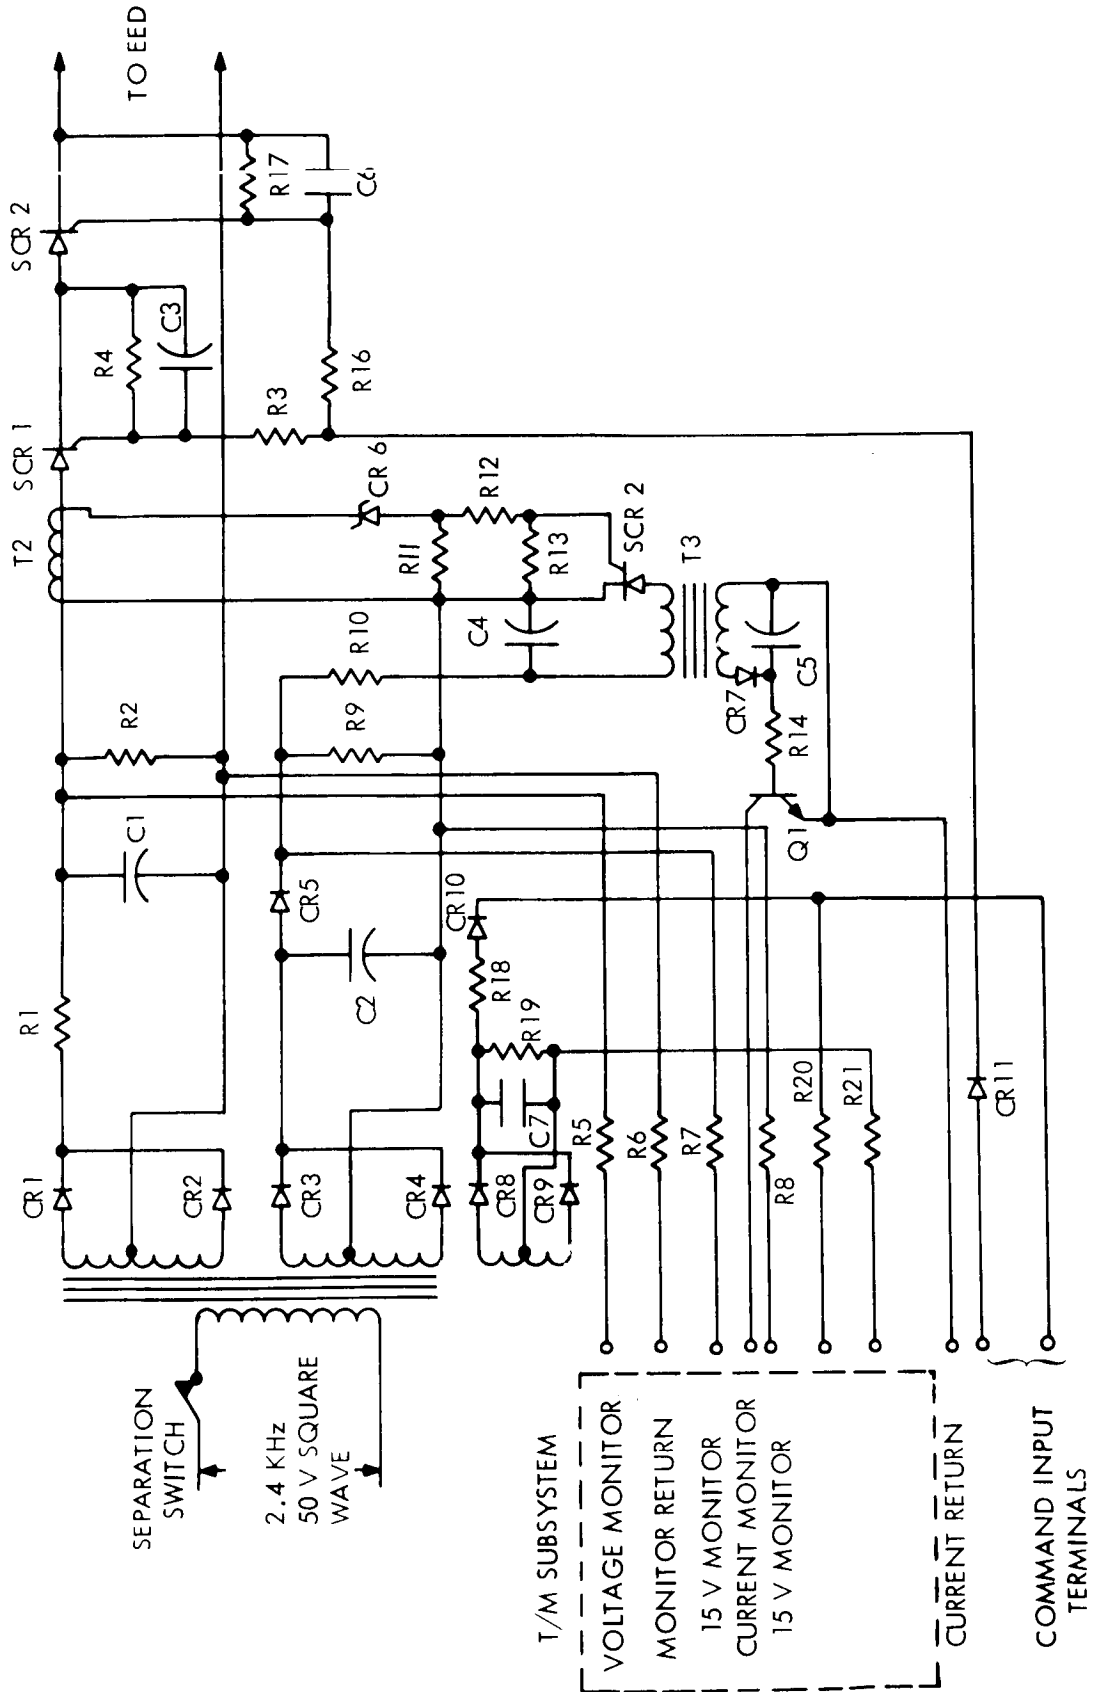 TO EED
SCR 2
R17
C6
R4
C3
R16
R3
SCR 1
T2
CR 6
R12
R11
R13
SCR 2
T3
C4
R10
R9
C5
CR7
R14
Q1
R2
C1
CR5
C2
CR10
R18
R19
R1
C7
R5
R6
R7
R8
R20
R21
CR11
CR1
CR2
CR3
CR4
CR8
CR9
SEPARATION
SWITCH
2.4 KHz
50 V SQUARE
WAVE
T/M SUBSYSTEM
VOLTAGE MONITOR
MONITOR RETURN
15 V MONITOR
CURRENT MONITOR
15 V MONITOR
CURRENT RETURN
COMMAND INPUT
TERMINALS